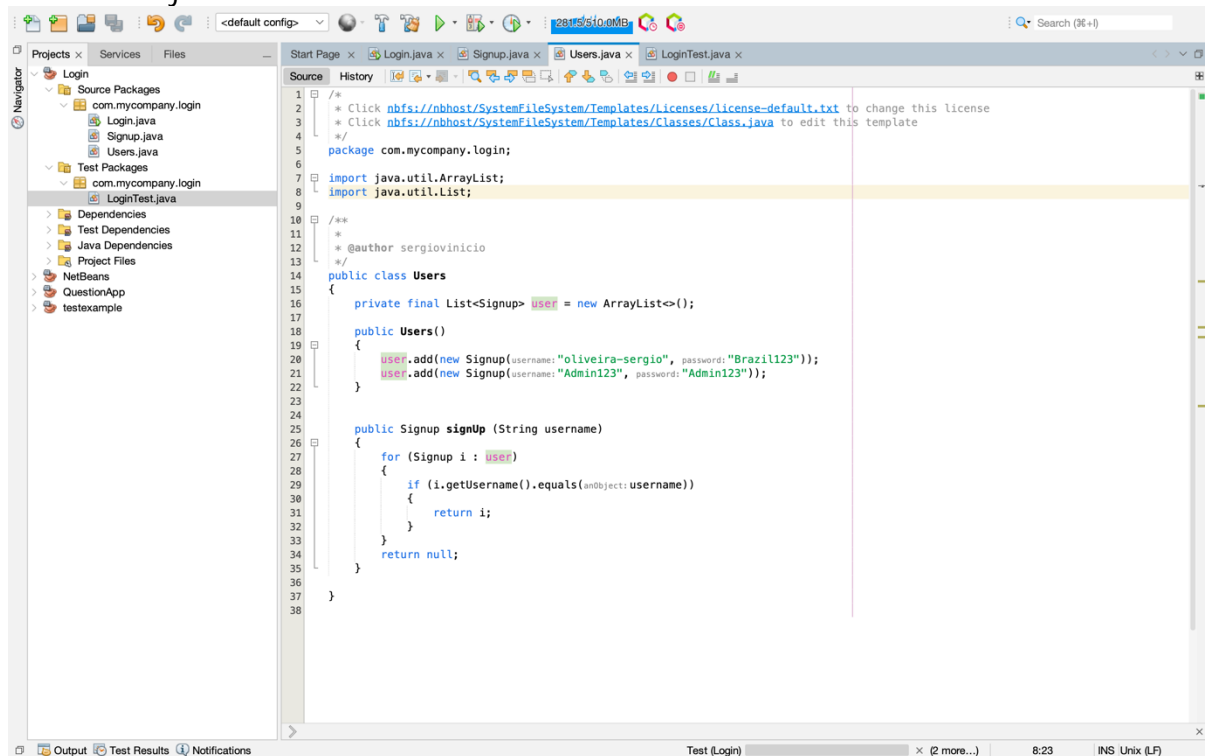 <default config>
281.5/510.0MB
Search (⌘+I)
Projects
Services
Files
Start Page
Login.java
Signup.java
Users.java
LoginTest.java
Navigator
Login
Source Packages
com.mycompany.login
Login.java
Signup.java
Users.java
Test Packages
com.mycompany.login
LoginTest.java
Dependencies
Test Dependencies
Java Dependencies
Project Files
NetBeans
QuestionApp
testexample
Source
History
1 /*
2 * Click nbfs://nbhost/SystemFileSystem/Templates/Licenses/license-default.txt to change this license
3 * Click nbfs://nbhost/SystemFileSystem/Templates/Classes/Class.java to edit this template
4 */
5 package com.mycompany.login;
6
7 import java.util.ArrayList;
8 import java.util.List;
9
10 /**
11 *
12 * @author sergiovinicio
13 */
14 public class Users
15 {
16 private final List<Signup> user = new ArrayList<>();
17
18 public Users()
19 {
20 user.add(new Signup(username: "oliveira-sergio", password: "Brazil123"));
21 user.add(new Signup(username: "Admin123", password: "Admin123"));
22 }
23
24
25 public Signup signUp (String username)
26 {
27 for (Signup i : user)
28 {
29 if (i.getUsername().equals(anObject: username))
30 {
31 return i;
32 }
33 }
34 return null;
35 }
36
37 }
38
Output
Test Results
Notifications
Test (Login)
(2 more...)
8:23
INS Unix (LF)